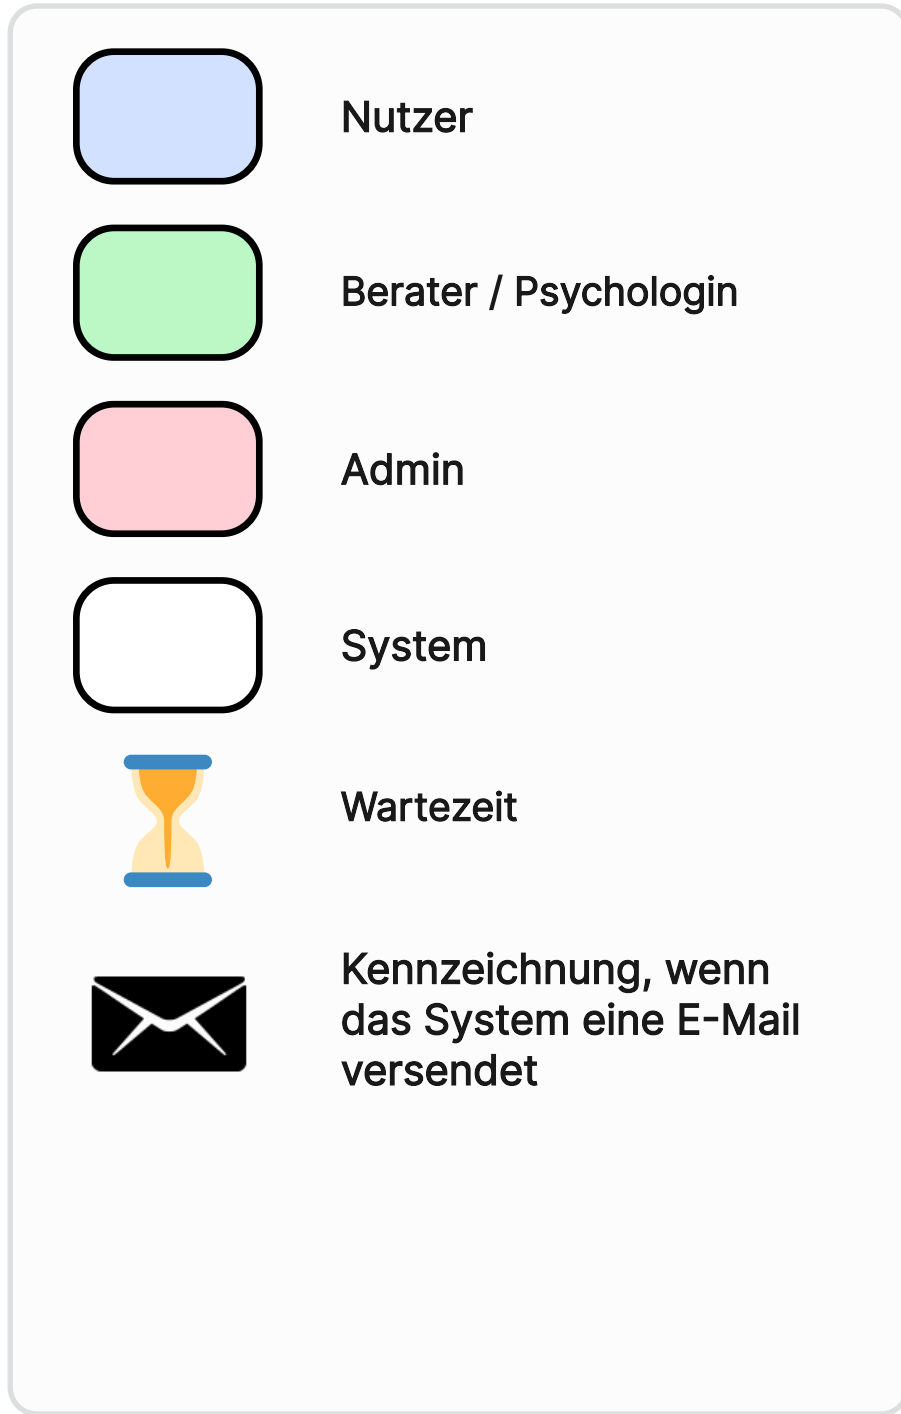 Nutzer
Berater / Psychologin
Admin
System
Wartezeit
Kennzeichnung, wenn
das System eine E-Mail
versendet